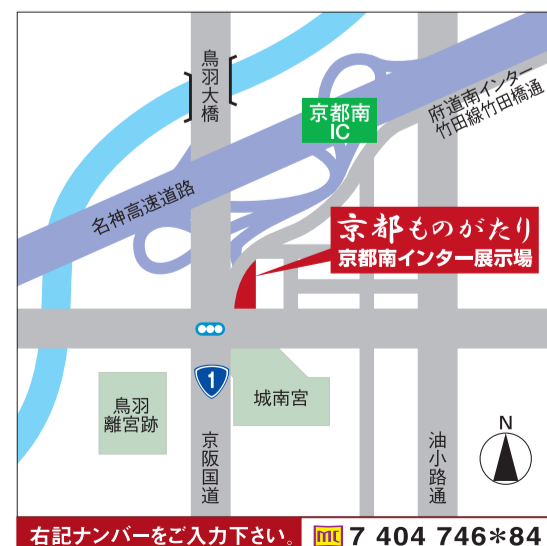 鳥羽大橋
京都南
IC
府道南インター
竹田線竹田橋通
名神高速道路
京都ものがたり
京都南インター展示場
1
鳥羽
離宮跡
城南宮
京阪国道
油小路通
N
右記ナンバーをご入力下さい。 MC 7 404 746*84